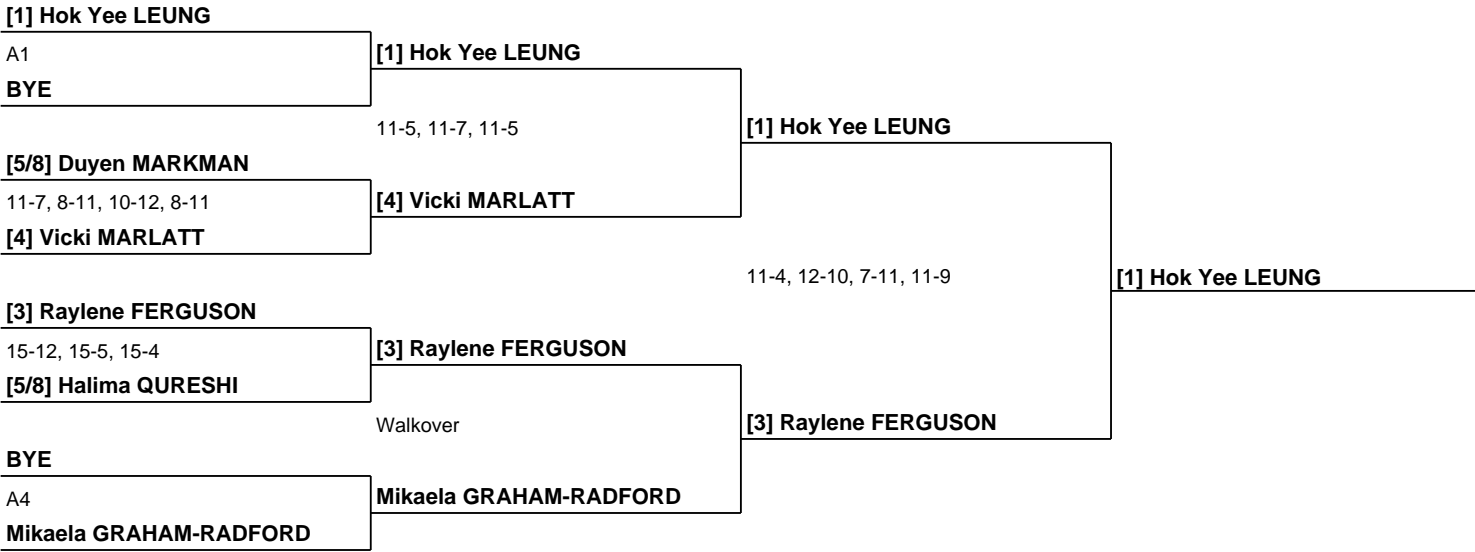 [1] Hok Yee LEUNG
A1
[1] Hok Yee LEUNG
BYE
11-5, 11-7, 11-5
[1] Hok Yee LEUNG
[5/8] Duyen MARKMAN
11-7, 8-11, 10-12, 8-11
[4] Vicki MARLATT
[4] Vicki MARLATT
11-4, 12-10, 7-11, 11-9
[1] Hok Yee LEUNG
[3] Raylene FERGUSON
15-12, 15-5, 15-4
[3] Raylene FERGUSON
[5/8] Halima QURESHI
Walkover
[3] Raylene FERGUSON
BYE
A4
Mikaela GRAHAM-RADFORD
Mikaela GRAHAM-RADFORD